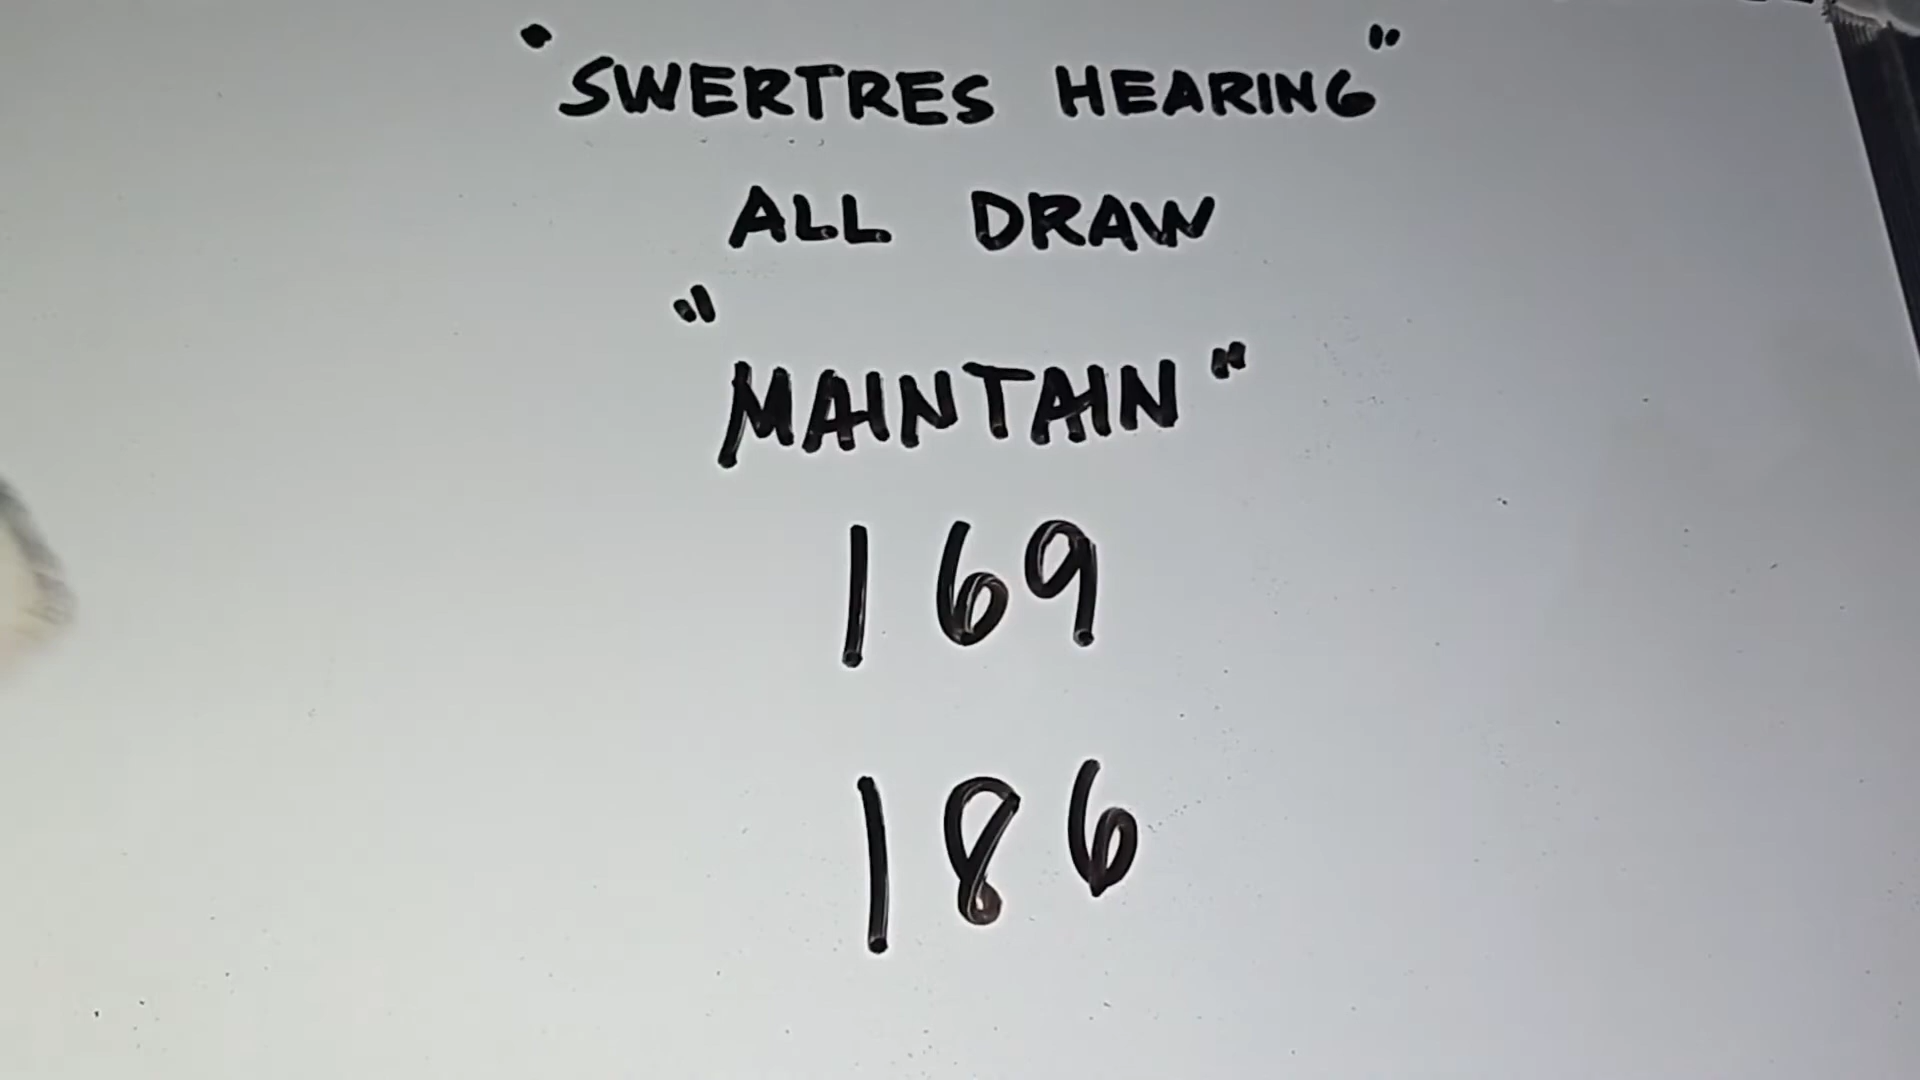 "SWERTRES HEARING"
ALL DRAW
"MAINTAIN"
169
186